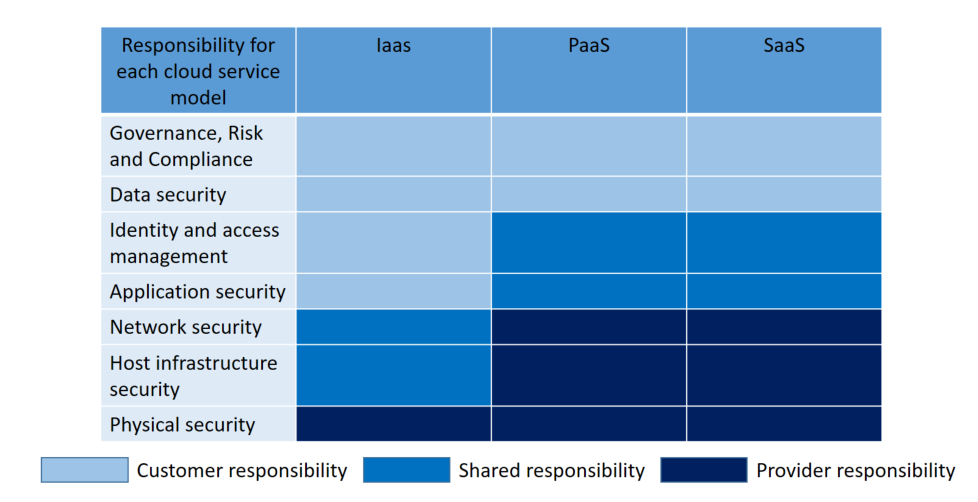 Responsibility for
each cloud service
model
Iaas
PaaS
SaaS
Governance, Risk
and Compliance
Data security
Identity and access
management
Application security
Network security
Host infrastructure
security
Physical security
Customer responsibility
Shared responsibility
Provider responsibility